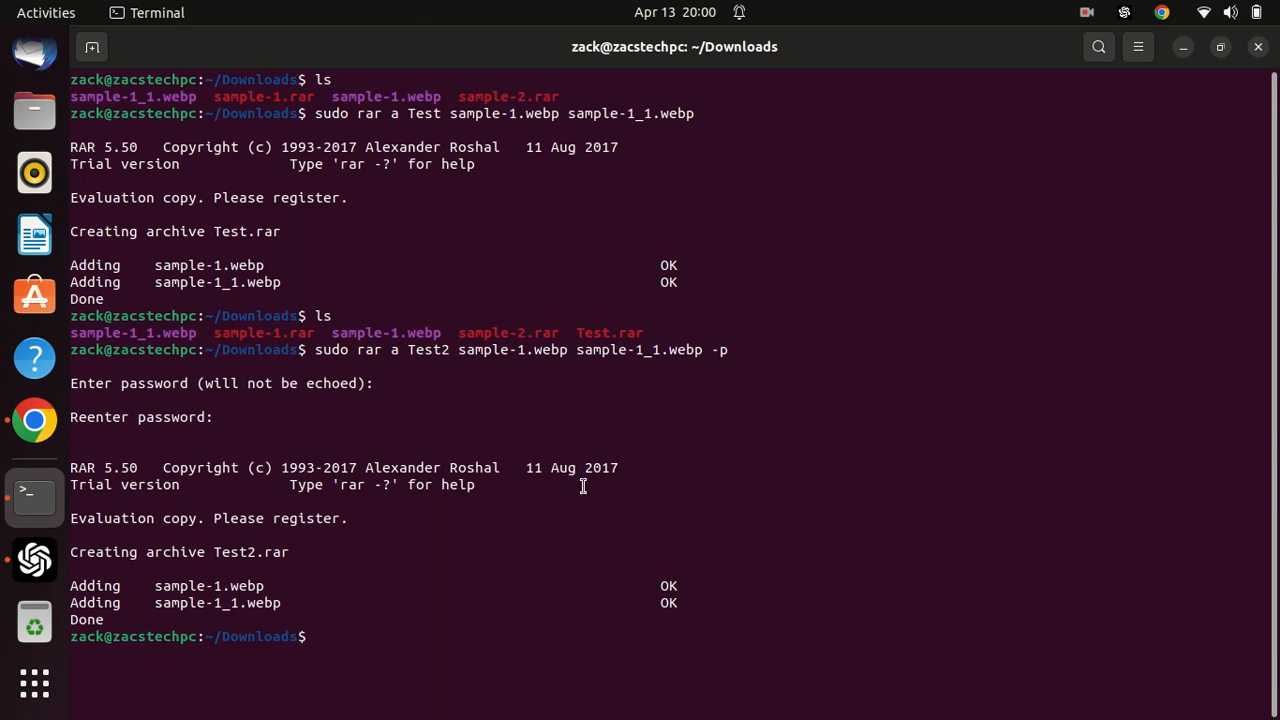 Activities Terminal Apr 13 20:00
zack@zacstechpc: ~/Downloads
zack@zacstechpc:~/Downloads$ ls
sample-1_1.webp sample-1.rar sample-1.webp sample-2.rar
zack@zacstechpc:~/Downloads$ sudo rar a Test sample-1.webp sample-1_1.webp
RAR 5.50 Copyright (c) 1993-2017 Alexander Roshal 11 Aug 2017
Trial version Type 'rar -?' for help
Evaluation copy. Please register.
Creating archive Test.rar
Adding sample-1.webp OK
Adding sample-1_1.webp OK
Done
zack@zacstechpc:~/Downloads$ ls
sample-1_1.webp sample-1.rar sample-1.webp sample-2.rar Test.rar
zack@zacstechpc:~/Downloads$ sudo rar a Test2 sample-1.webp sample-1_1.webp -p
Enter password (will not be echoed):
Reenter password:
RAR 5.50 Copyright (c) 1993-2017 Alexander Roshal 11 Aug 2017
Trial version Type 'rar -?' for help
Evaluation copy. Please register.
Creating archive Test2.rar
Adding sample-1.webp OK
Adding sample-1_1.webp OK
Done
zack@zacstechpc:~/Downloads$